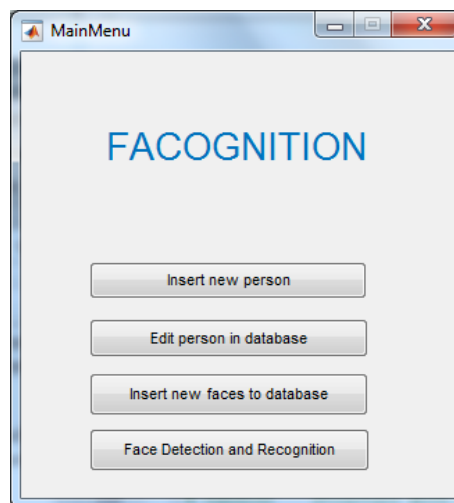 MainMenu
FACOGNITION
Insert new person
Edit person in database
Insert new faces to database
Face Detection and Recognition